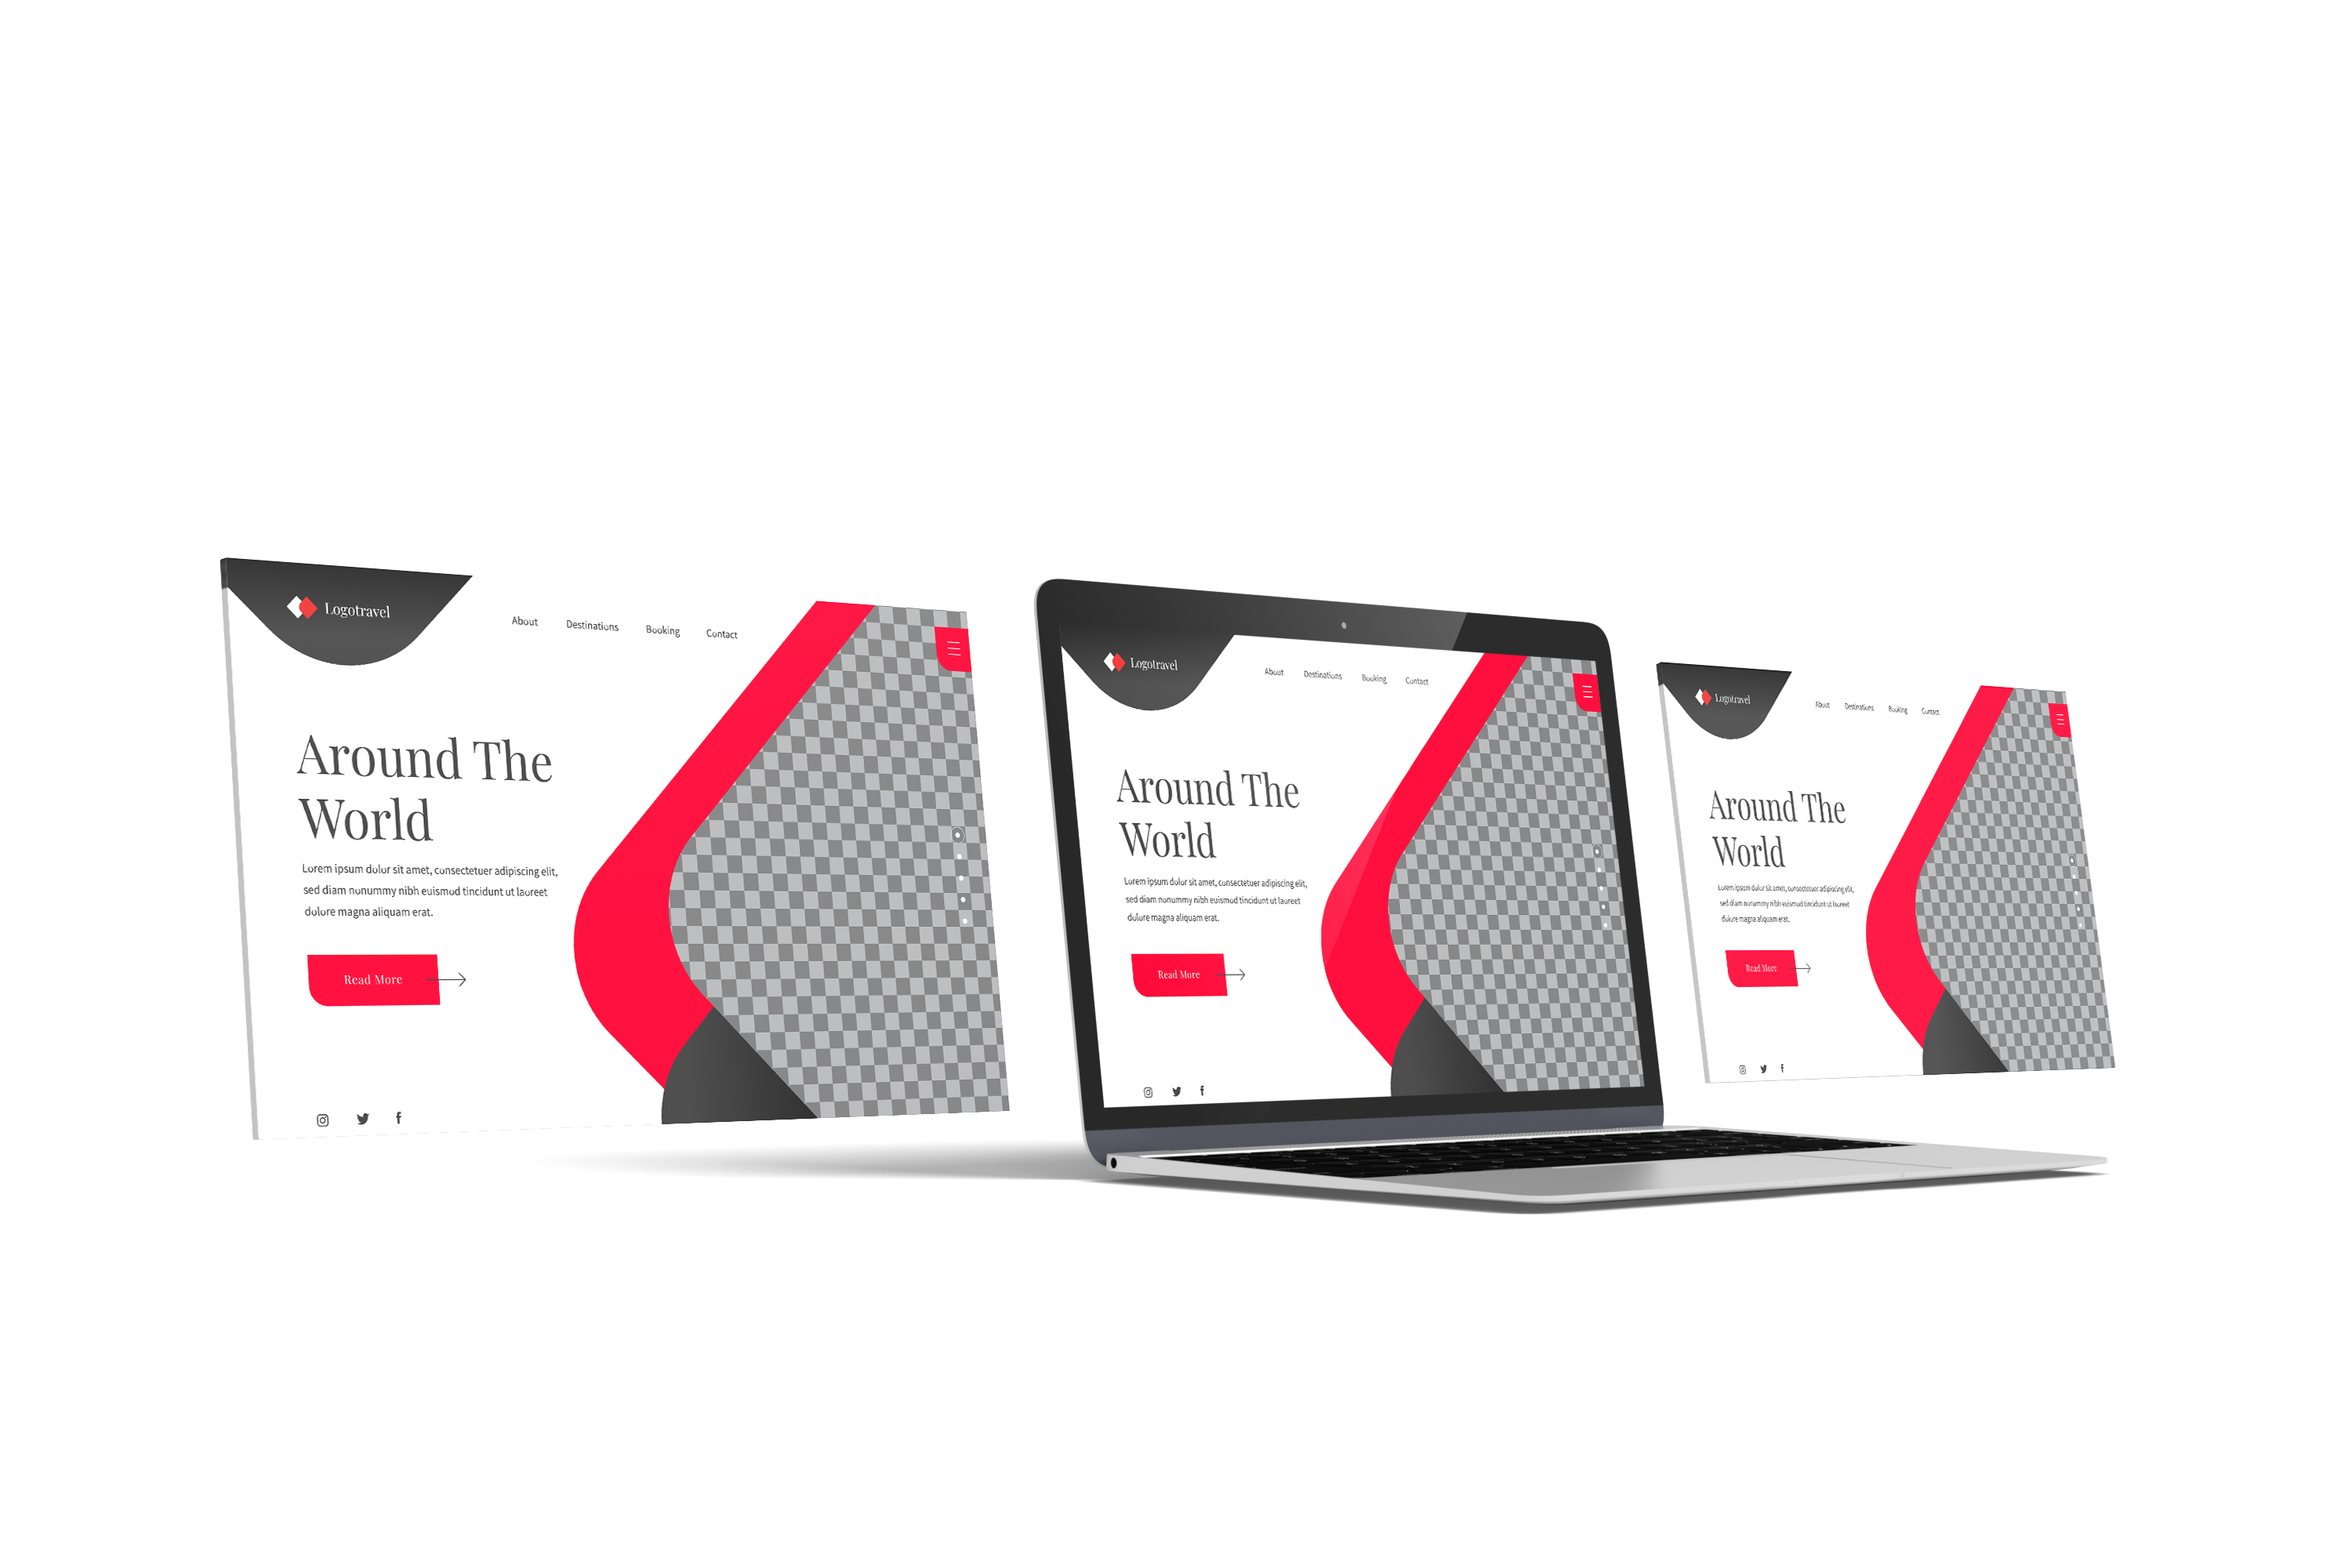 Logotravel
About Destinations Booking Contact
Around The
World
Lorem ipsum dolor sit amet, consectetuer adipiscing elit,
sed diam nonummy nibh euismod tincidunt ut laoreet
dolore magna aliquam erat.
Read More
Logotravel
About Destinations Booking Contact
Around The
World
Lorem ipsum dolor sit amet, consectetuer adipiscing elit,
sed diam nonummy nibh euismod tincidunt ut laoreet
dolore magna aliquam erat.
Read More
Logotravel
About Destinations Booking Contact
Around The
World
Lorem ipsum dolor sit amet, consectetuer adipiscing elit,
sed diam nonummy nibh euismod tincidunt ut laoreet
dolore magna aliquam erat.
Read More